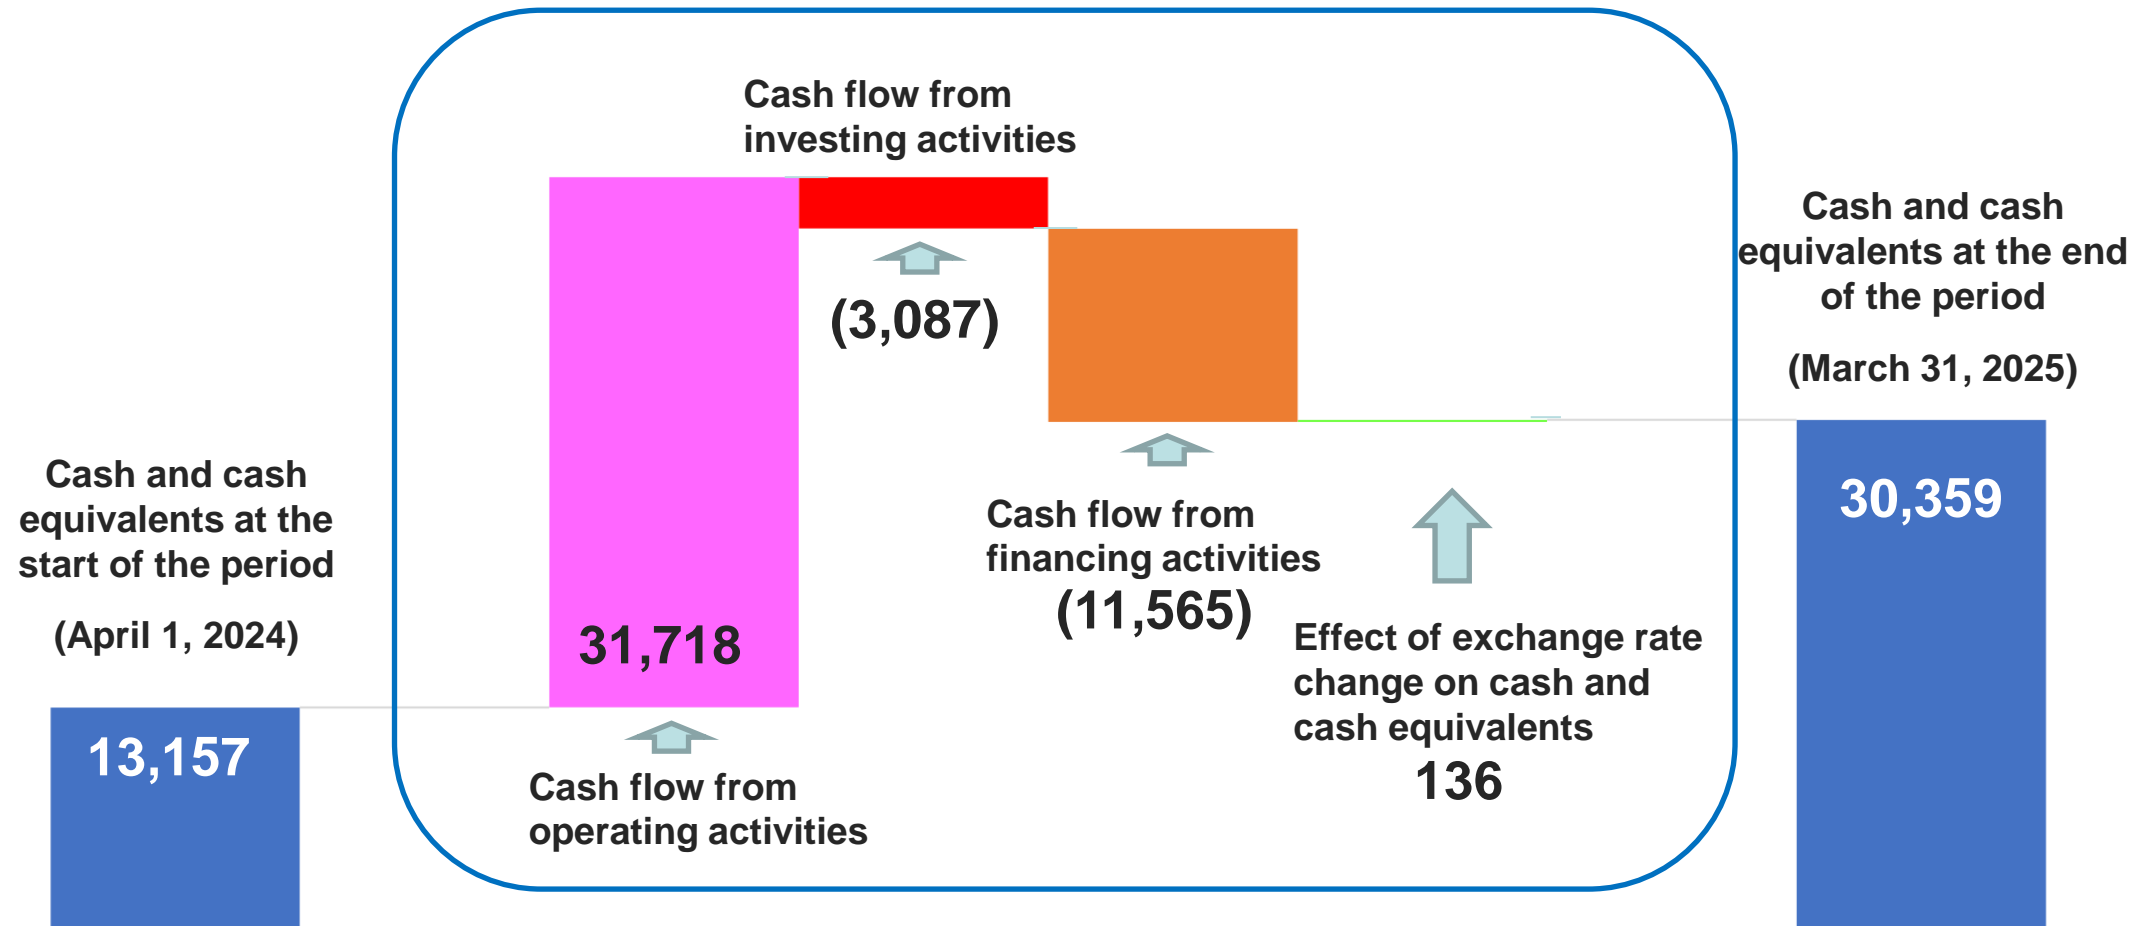 Cash and cash
equivalents at the
start of the period
(April 1, 2024)
13,157
31,718
Cash flow from
operating activities
Cash flow from
investing activities
(3,087)
Cash flow from
financing activities
(11,565)
Effect of exchange rate
change on cash and
cash equivalents
136
Cash and cash
equivalents at the end
of the period
(March 31, 2025)
30,359